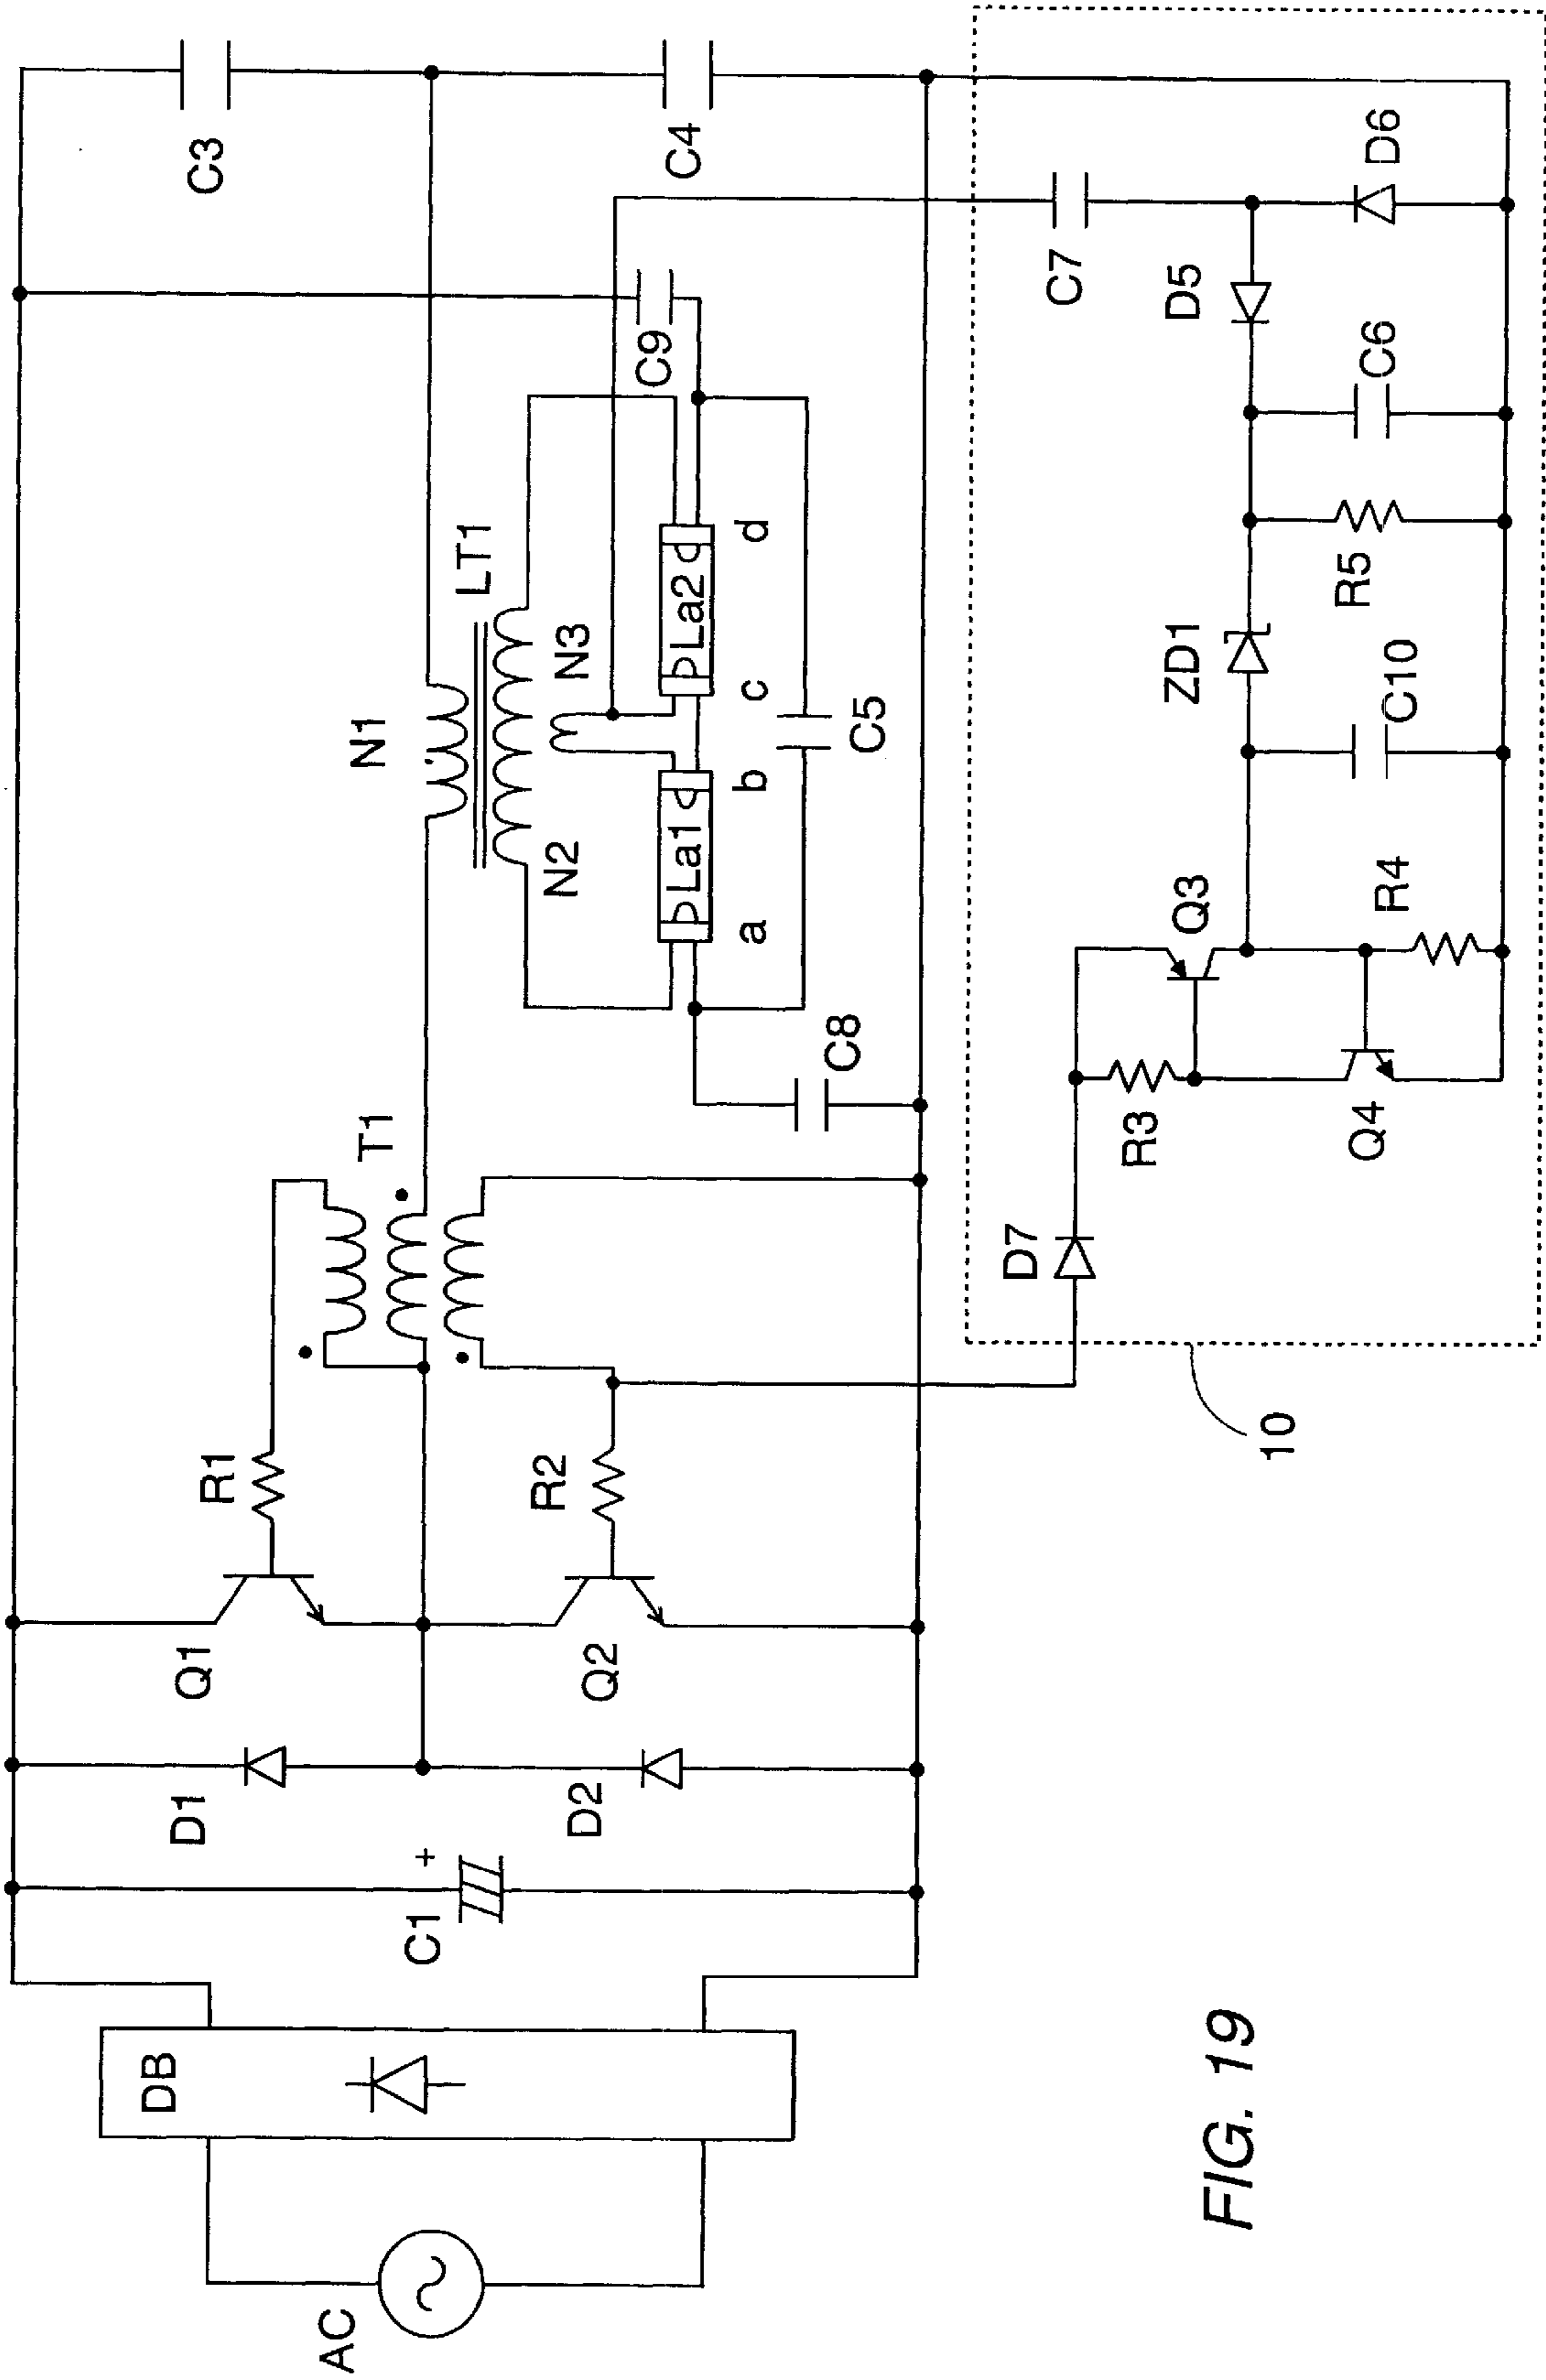 AC
DB
C1
+
D1
D2
Q1
Q2
R1
R2
T1
N1
LT1
N2
N3
La1
La2
a
b
c
d
C8
C5
C9
C3
C4
D7
R3
Q3
Q4
R4
C10
ZD1
R5
C6
D5
C7
D6
10
FIG. 19